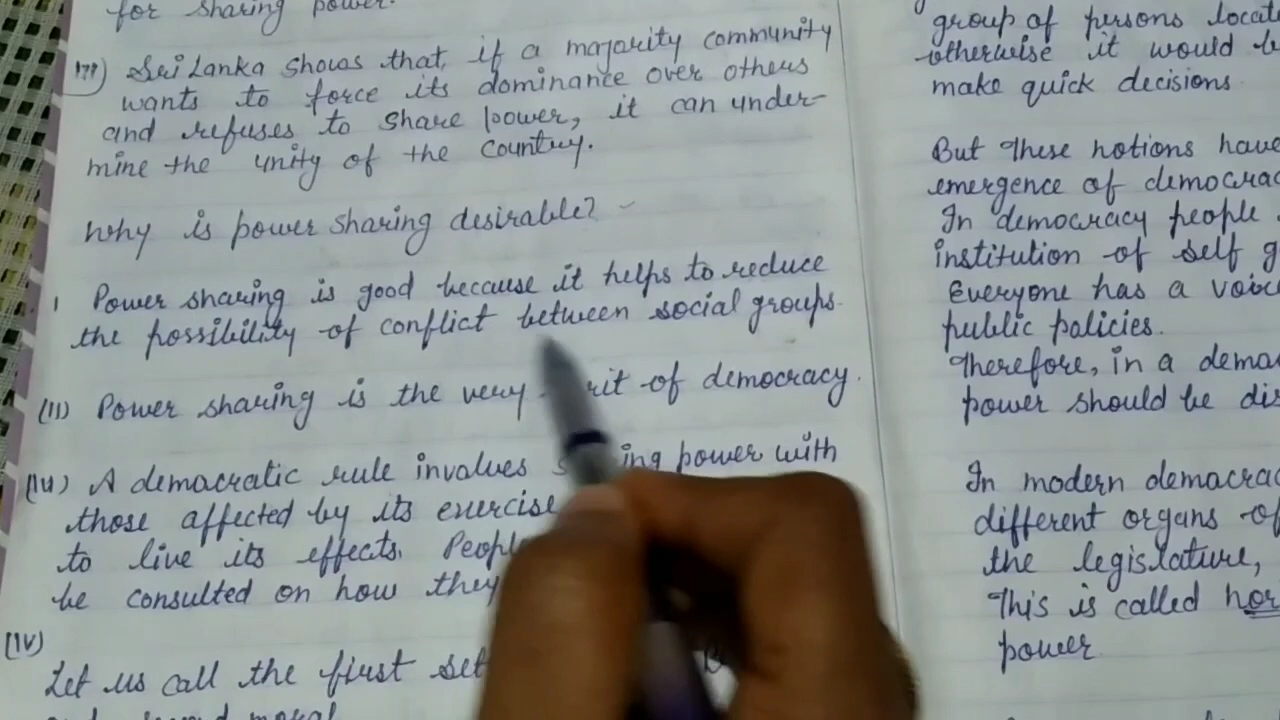 for sharing power.
Sri Lanka shows that, if a majority community
wants to force its dominance over others
and refuses to share power, it can under-
mine the unity of the country.
Why is power sharing desirable?
1 Power sharing is good because it helps to reduce
the possibility of conflict between social groups.
(II) Power sharing is the very rit of democracy.
A democratic rule involves ing power with
those affected by its exercise
to live its effects. Peopl
be consulted on how they
(IV)
Let us call the first set
moral
group of persons locat
otherwise it would be
make quick decisions
But these notions have
emergence of democrac
In democracy people
institution of self g
Everyone has a voic
public policies.
Therefore, in a demo
power should be dis
In modern democrac
different organs of
the legislature,
This is called hor
power